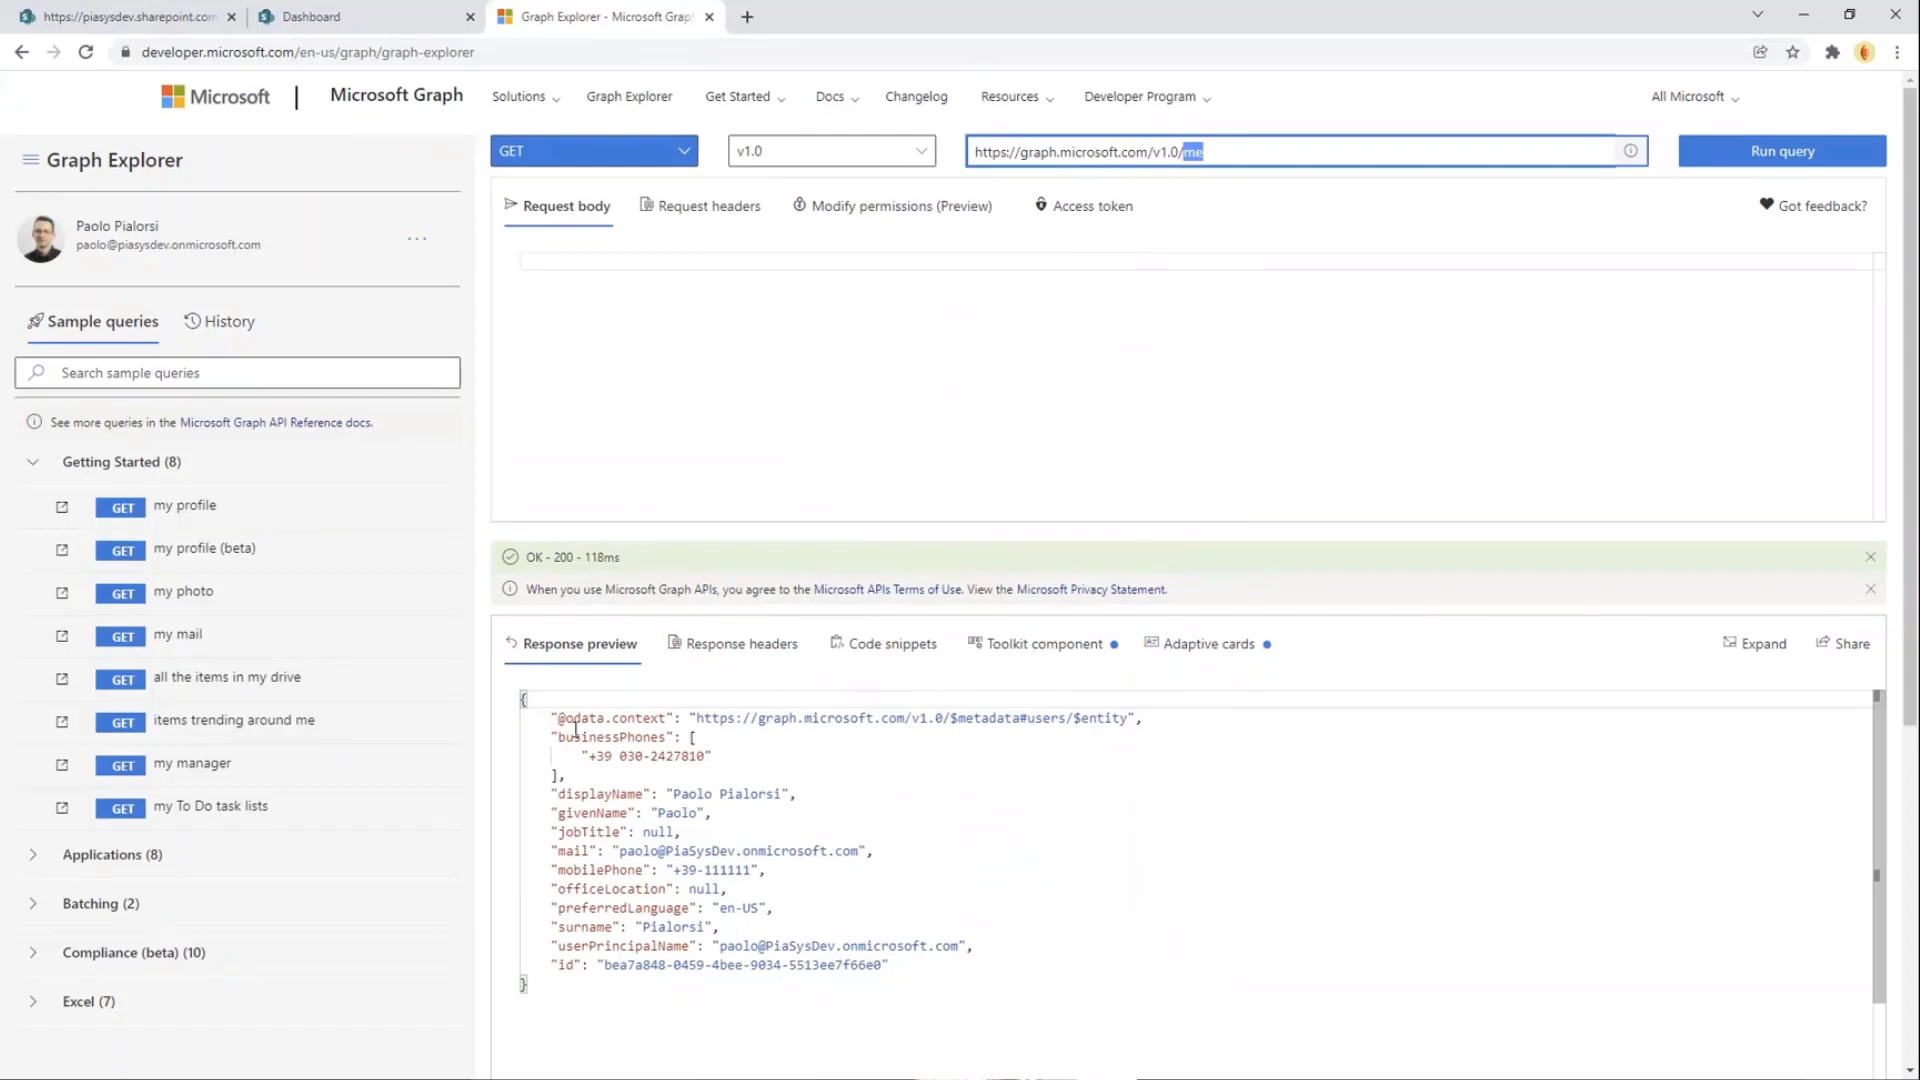 https://piasysdev.sharepoint.com
Dashboard
Graph Explorer - Microsoft Grap
developer.microsoft.com/en-us/graph/graph-explorer
Microsoft
Microsoft Graph
Solutions
Graph Explorer
Get Started
Docs
Changelog
Resources
Developer Program
All Microsoft
Graph Explorer
GET
v1.0
https://graph.microsoft.com/v1.0/me
Run query
Paolo Pialorsi
paolo@piasysdev.onmicrosoft.com
Request body
Request headers
Modify permissions (Preview)
Access token
Got feedback?
Sample queries
History
Search sample queries
See more queries in the Microsoft Graph API Reference docs.
Getting Started (8)
GET my profile
GET my profile (beta)
GET my photo
GET my mail
GET all the items in my drive
GET items trending around me
GET my manager
GET my To Do task lists
Applications (8)
Batching (2)
Compliance (beta) (10)
Excel (7)
OK - 200 - 118ms
When you use Microsoft Graph APIs, you agree to the Microsoft APIs Terms of Use. View the Microsoft Privacy Statement.
Response preview
Response headers
Code snippets
Toolkit component
Adaptive cards
Expand
Share
{
"@odata.context": "https://graph.microsoft.com/v1.0/$metadata#users/$entity",
"businessPhones": [
"+39 030-2427810"
],
"displayName": "Paolo Pialorsi",
"givenName": "Paolo",
"jobTitle": null,
"mail": "paolo@PiaSysDev.onmicrosoft.com",
"mobilePhone": "+39-111111",
"officeLocation": null,
"preferredLanguage": "en-US",
"surname": "Pialorsi",
"userPrincipalName": "paolo@PiaSysDev.onmicrosoft.com",
"id": "bea7a848-0459-4bee-9034-5513ee7f66e0"
}